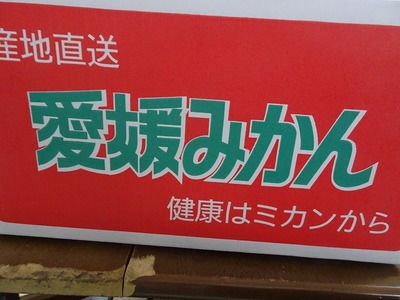 産地直送
愛媛みかん
健康はミカンから